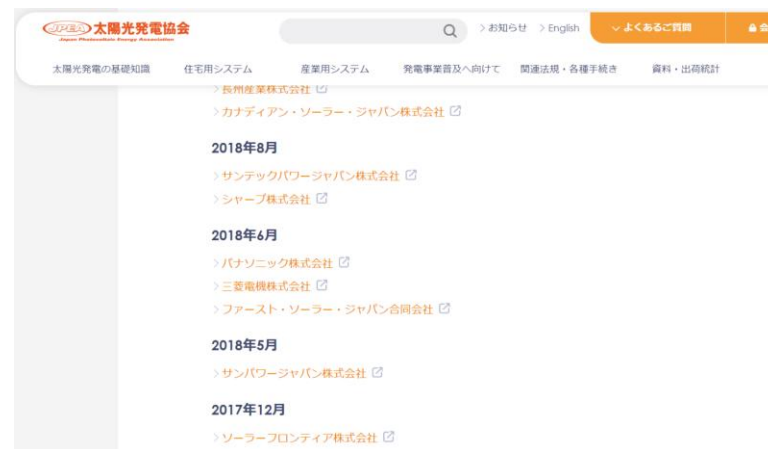 JPEA 太陽光発電協会
Japan Photovoltaic Energy Association
お知らせ
English
よくあるご質問
会
太陽光発電の基礎知識
住宅用システム
産業用システム
発電事業普及へ向けて
関連法規・各種手続き
資料・出荷統計
長州産業株式会社
カナディアン・ソーラー・ジャパン株式会社
2018年8月
サンテックパワージャパン株式会社
シャープ株式会社
2018年6月
パナソニック株式会社
三菱電機株式会社
ファースト・ソーラー・ジャパン合同会社
2018年5月
サンパワージャパン株式会社
2017年12月
ソーラーフロンティア株式会社